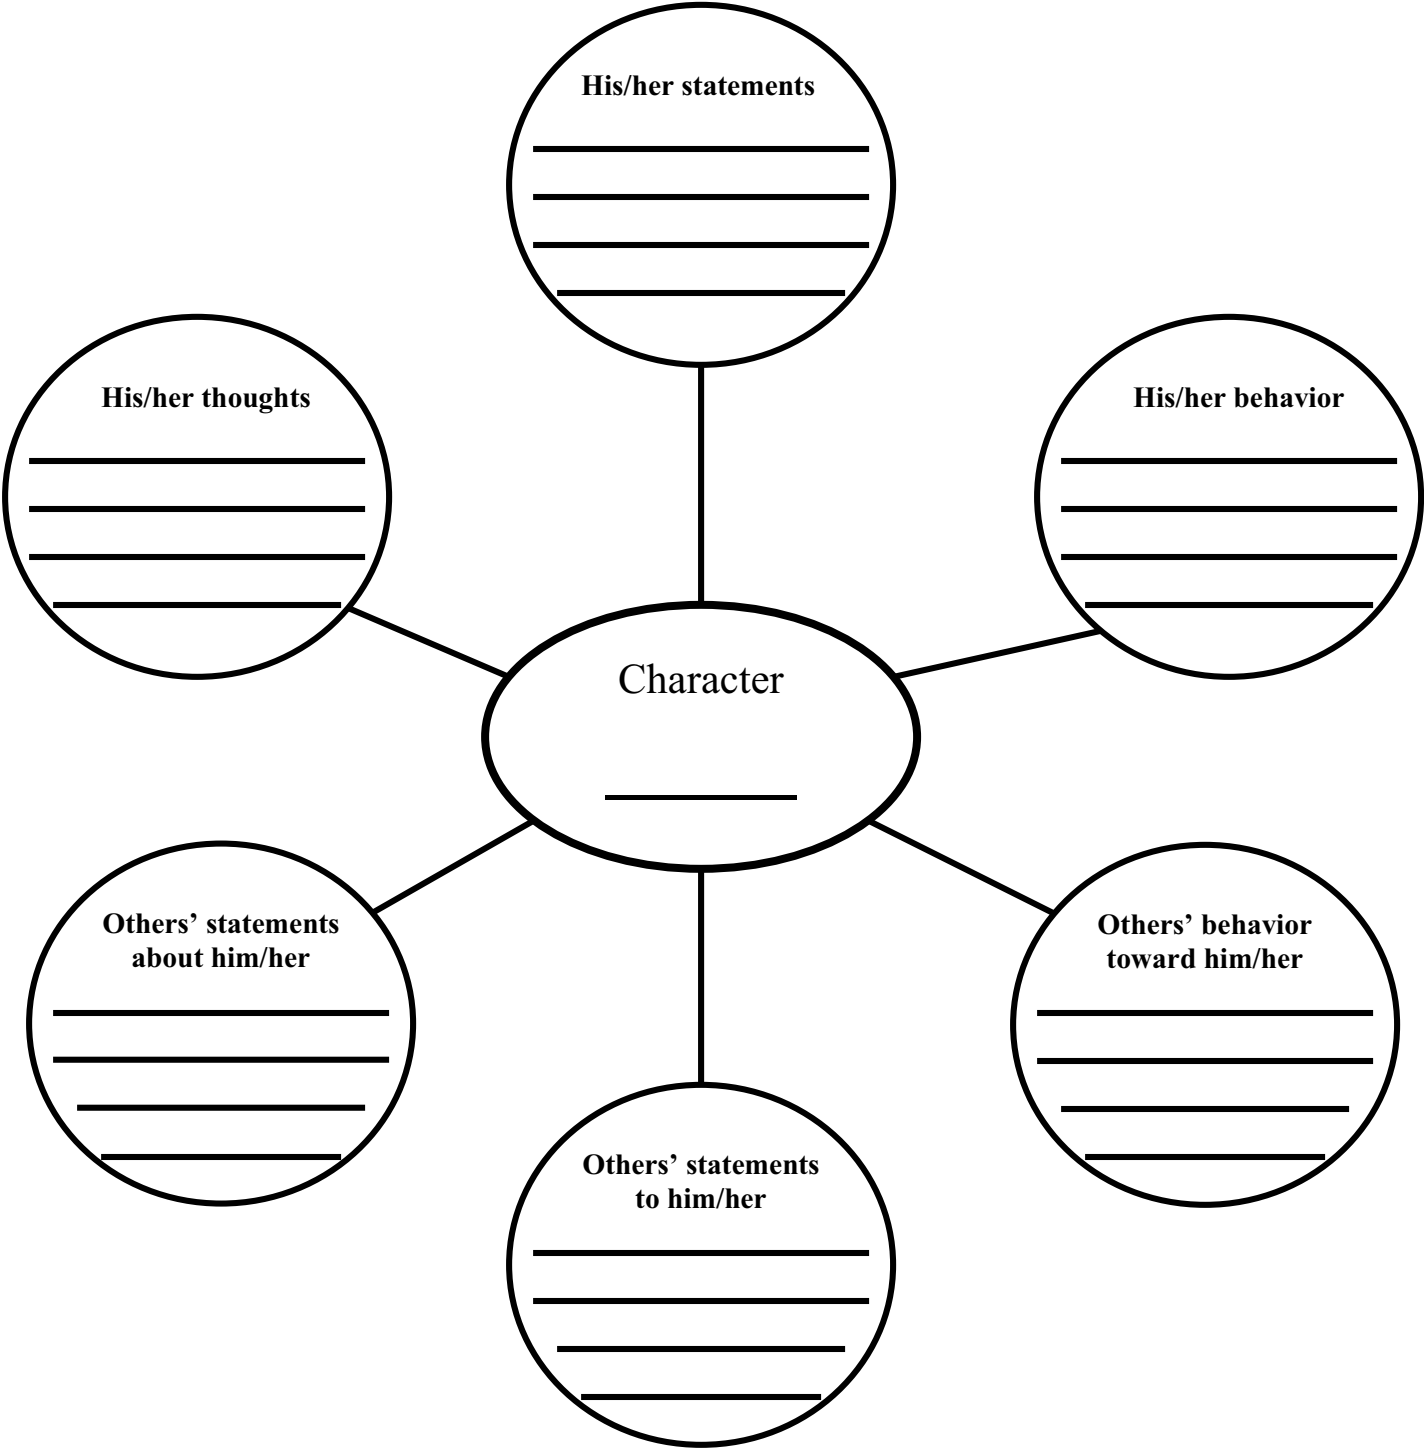 His/her statements
His/her thoughts
His/her behavior
Character
Others’ statements
about him/her
Others’ behavior
toward him/her
Others’ statements
to him/her